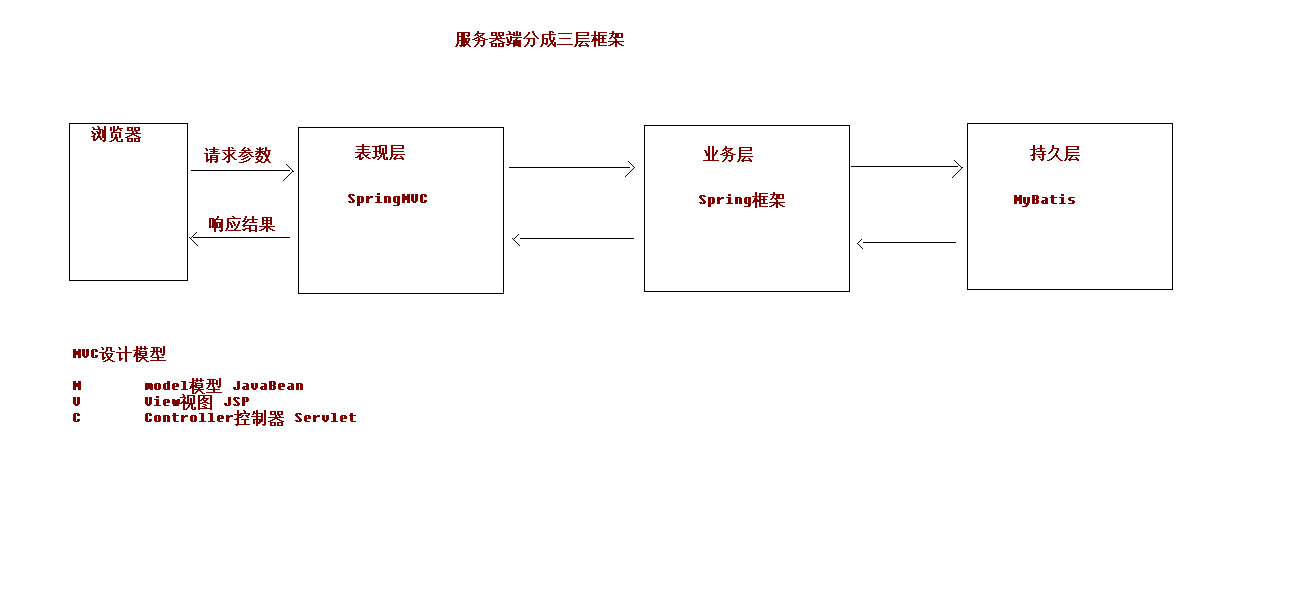 服务器端分成三层框架
浏览器
请求参数
响应结果
表现层
SpringMVC
业务层
Spring框架
持久层
MyBatis
MVC设计模型
M model模型 JavaBean
V View视图 JSP
C Controller控制器 Servlet